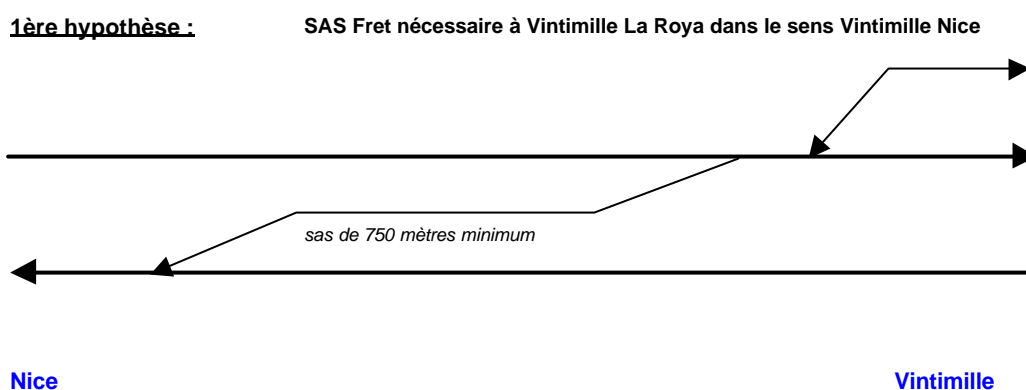 1ère hypothèse : SAS Fret nécessaire à Vintimille La Roya dans le sens Vintimille Nice
sas de 750 mètres minimum
Nice Vintimille